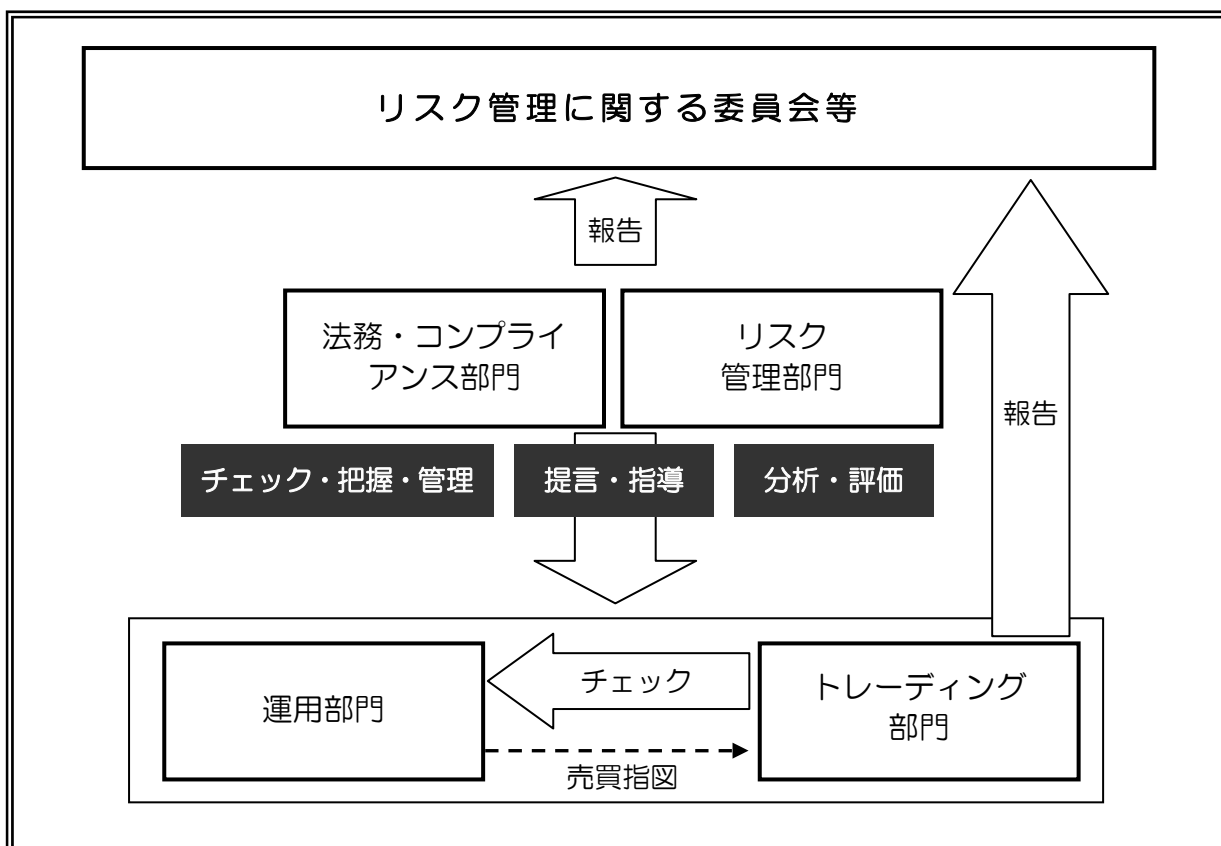 リスク管理に関する委員会等
報告
法務・コンプライ
アンス部門
リスク
管理部門
報告
チェック・把握・管理
提言・指導
分析・評価
運用部門
チェック
トレーディング
部門
売買指図